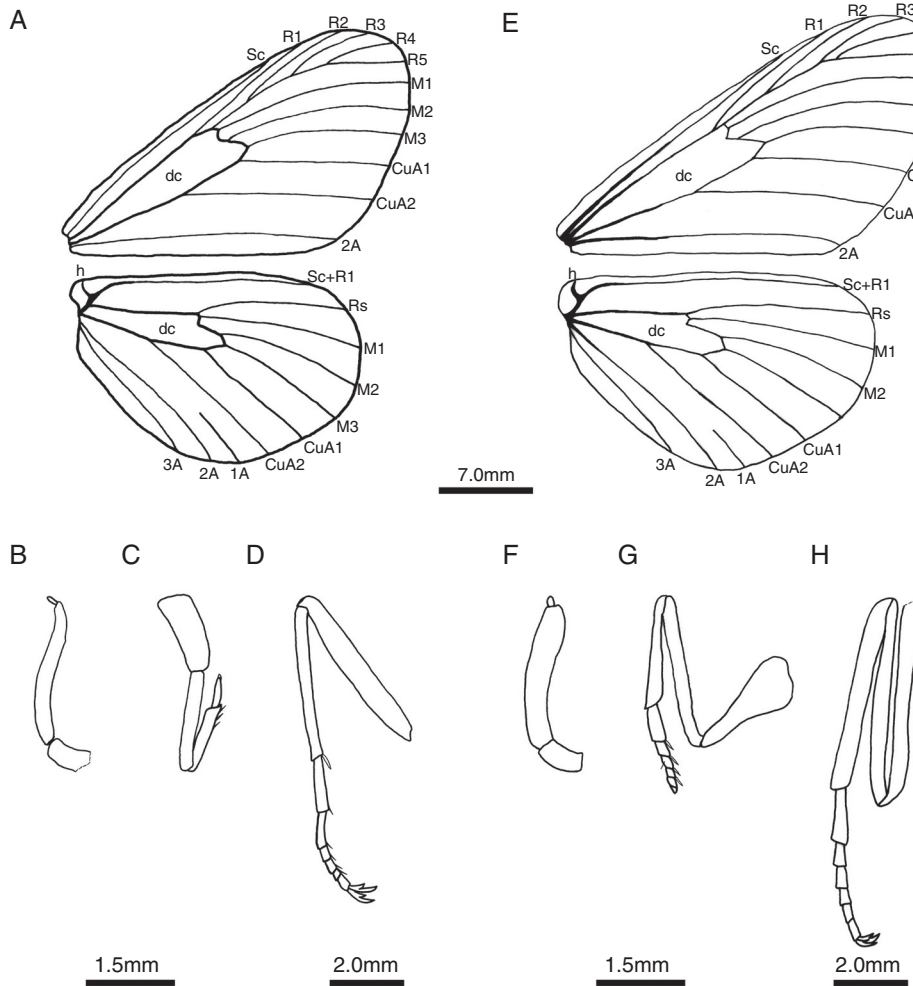 A
Sc
R1
R2
R3
R4
R5
M1
M2
M3
CuA1
CuA2
2A
dc
h
Sc+R1
Rs
M1
M2
M3
CuA1
CuA2
1A
2A
3A
dc
E
R1
R2
R3
Sc
dc
C
CuA
2A
h
Sc+R1
Rs
M1
M2
CuA1
CuA2
1A
2A
3A
dc
7.0mm
B
C
D
F
G
H
1.5mm
2.0mm
1.5mm
2.0mm